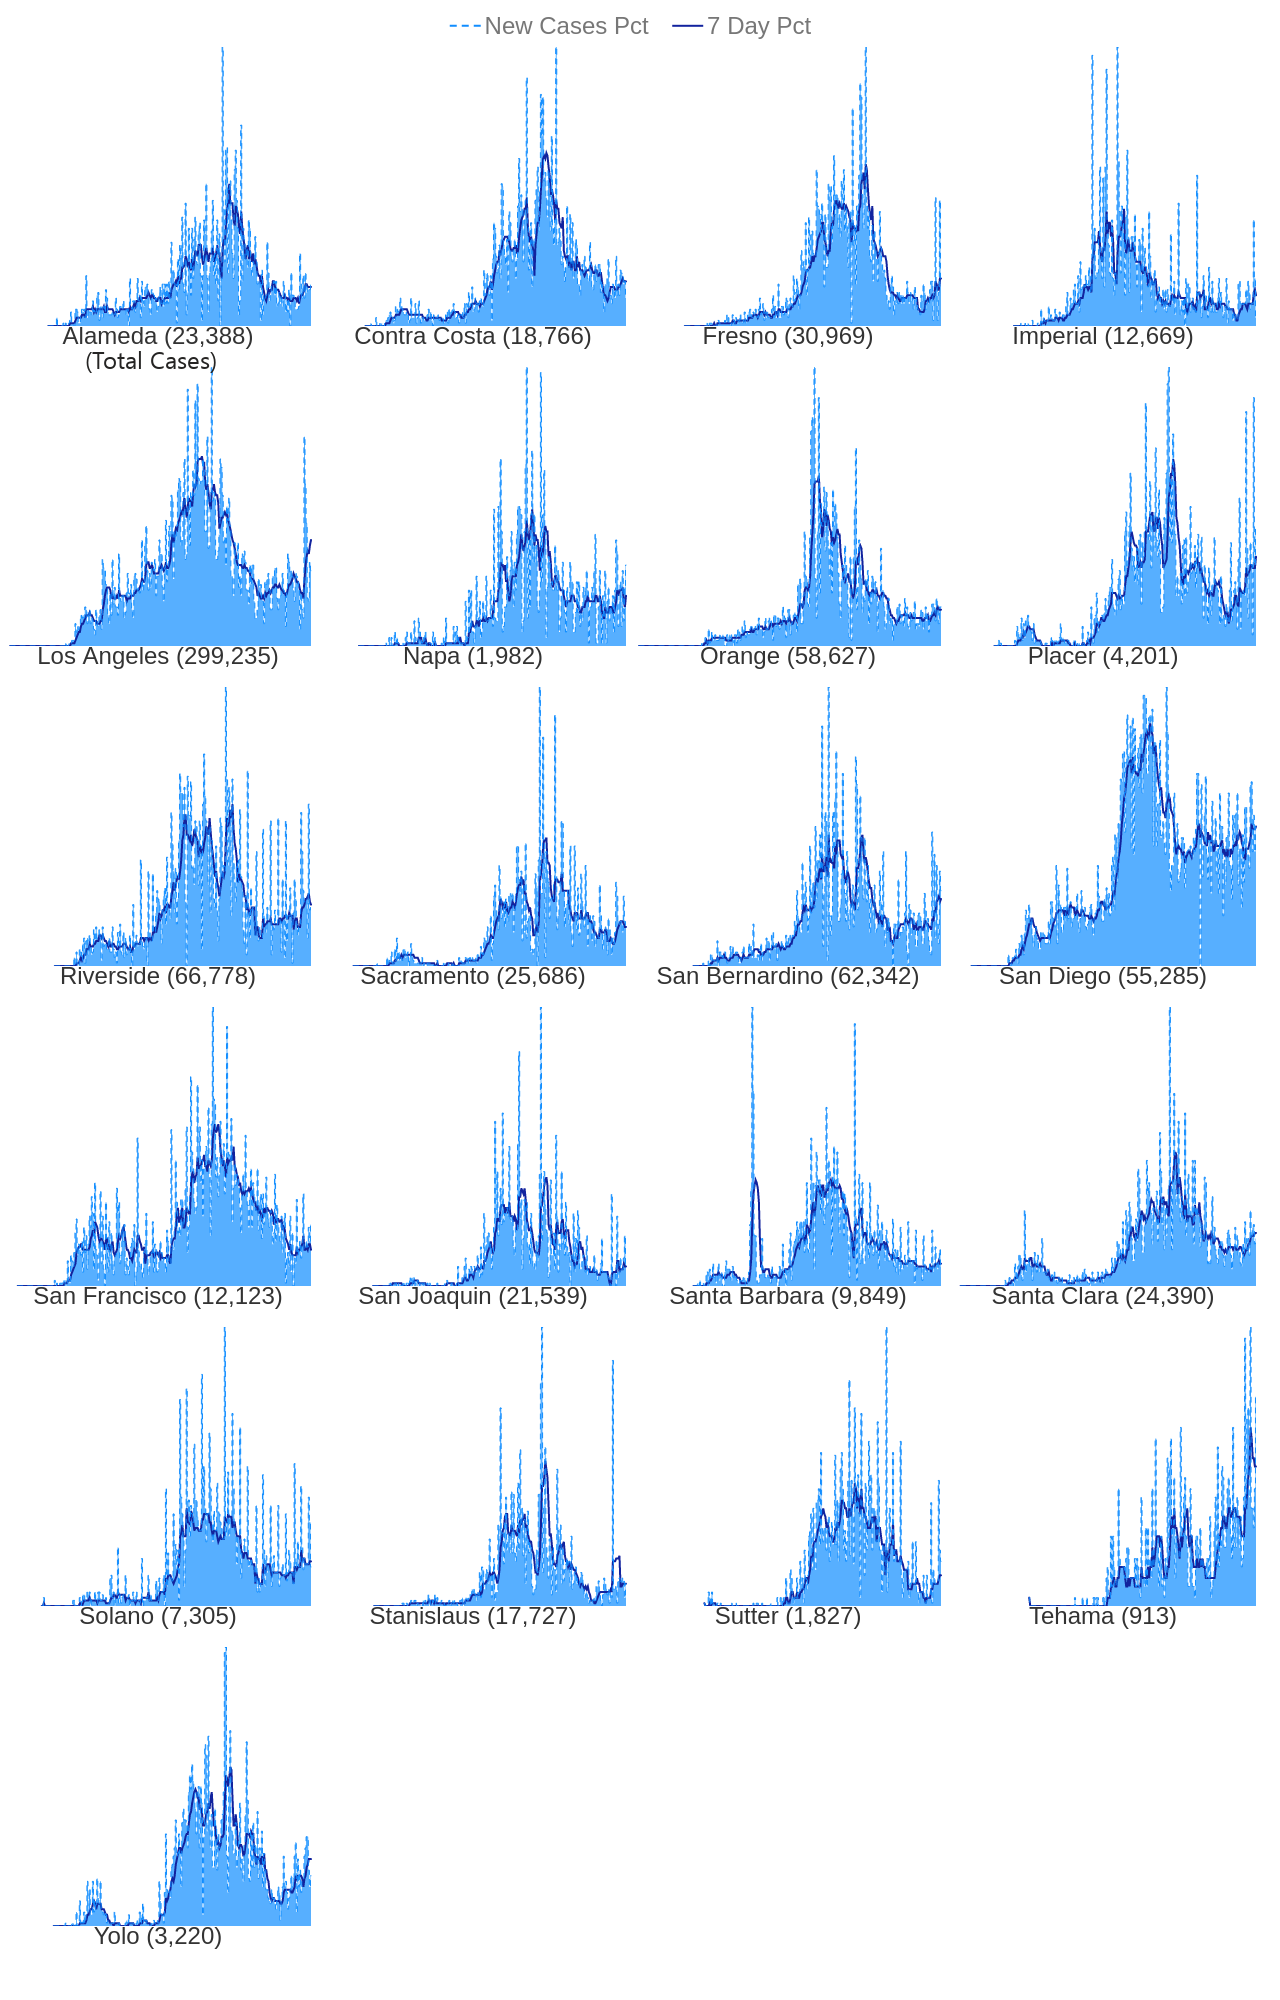 New Cases Pct 7 Day Pct
Alameda (23,388) Contra Costa (18,766) Fresno (30,969) Imperial (12,669)
(Total Cases)
Los Angeles (299,235) Napa (1,982) Orange (58,627) Placer (4,201)
Riverside (66,778) Sacramento (25,686) San Bernardino (62,342) San Diego (55,285)
San Francisco (12,123) San Joaquin (21,539) Santa Barbara (9,849) Santa Clara (24,390)
Solano (7,305) Stanislaus (17,727) Sutter (1,827) Tehama (913)
Yolo (3,220)